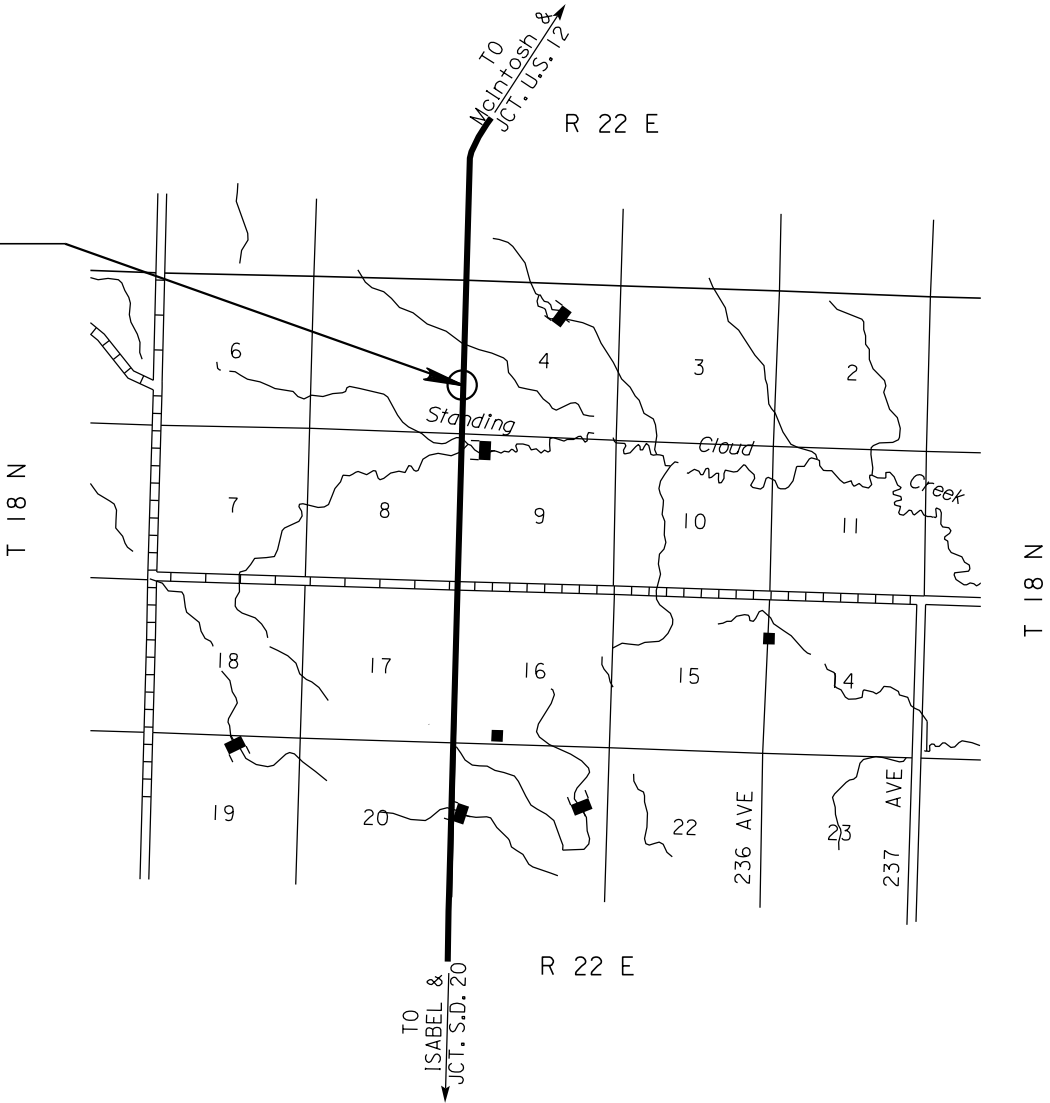 TO
McIntosh &
JCT. U.S. 12
R 22 E
6
4
3
2
Standing
Cloud
Creek
T 18 N
7
8
9
10
11
T 18 N
18
17
16
15
4
19
20
22
23
236 AVE
237 AVE
R 22 E
TO
ISABEL &
JCT. S.D. 20